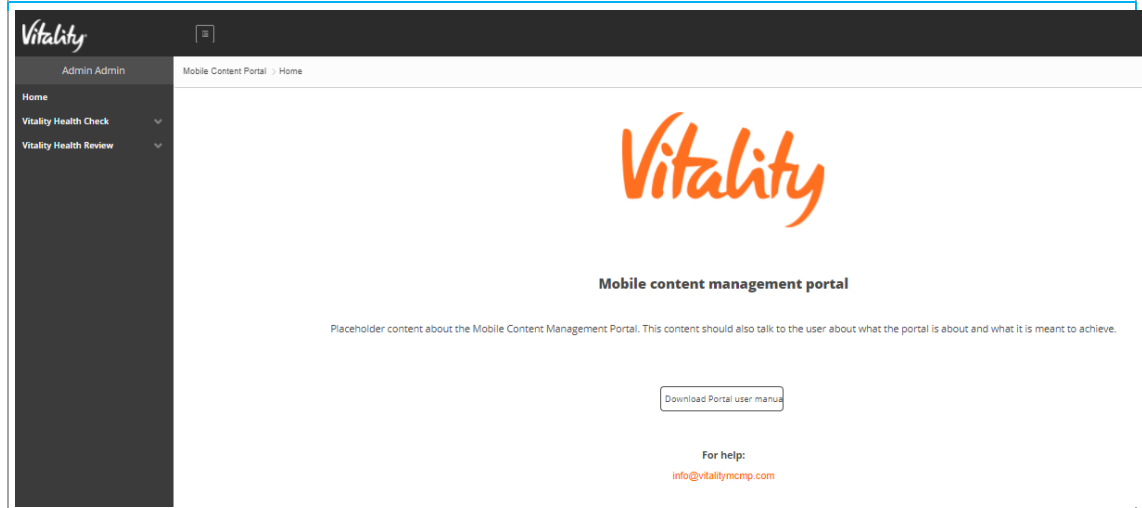 Vitality
Admin Admin
Mobile Content Portal > Home
Home
Vitality Health Check
Vitality Health Review
Vitality
Mobile content management portal
Placeholder content about the Mobile Content Management Portal. This content should also talk to the user about what the portal is about and what it is meant to achieve.
Download Portal user manua
For help:
info@vitalitymcmp.com